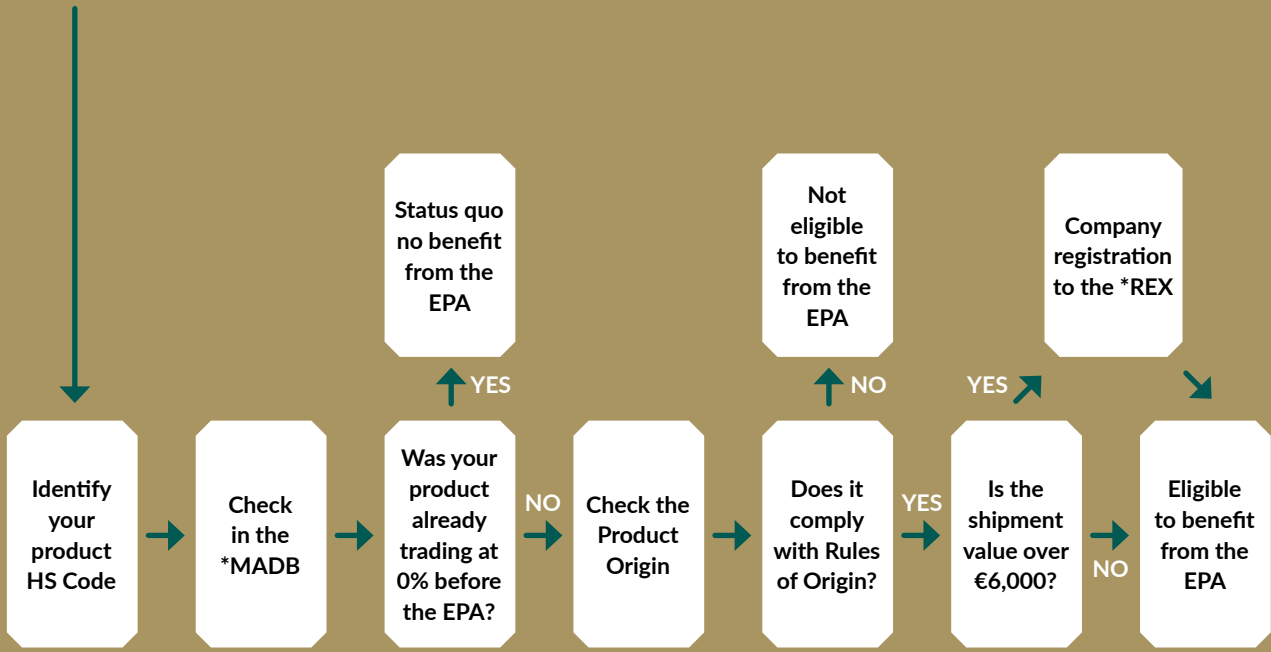 Status quo
no benefit
from the
EPA
Not
eligible
to benefit
from the
EPA
Company
registration
to the *REX
YES
NO
YES
Identify
your
product
HS Code
Check
in the
*MADB
Was your
product
already
trading at
0% before
the EPA?
NO
Check the
Product
Origin
Does it
comply
with Rules
of Origin?
YES
Is the
shipment
value over
€6,000?
NO
Eligible
to benefit
from the
EPA